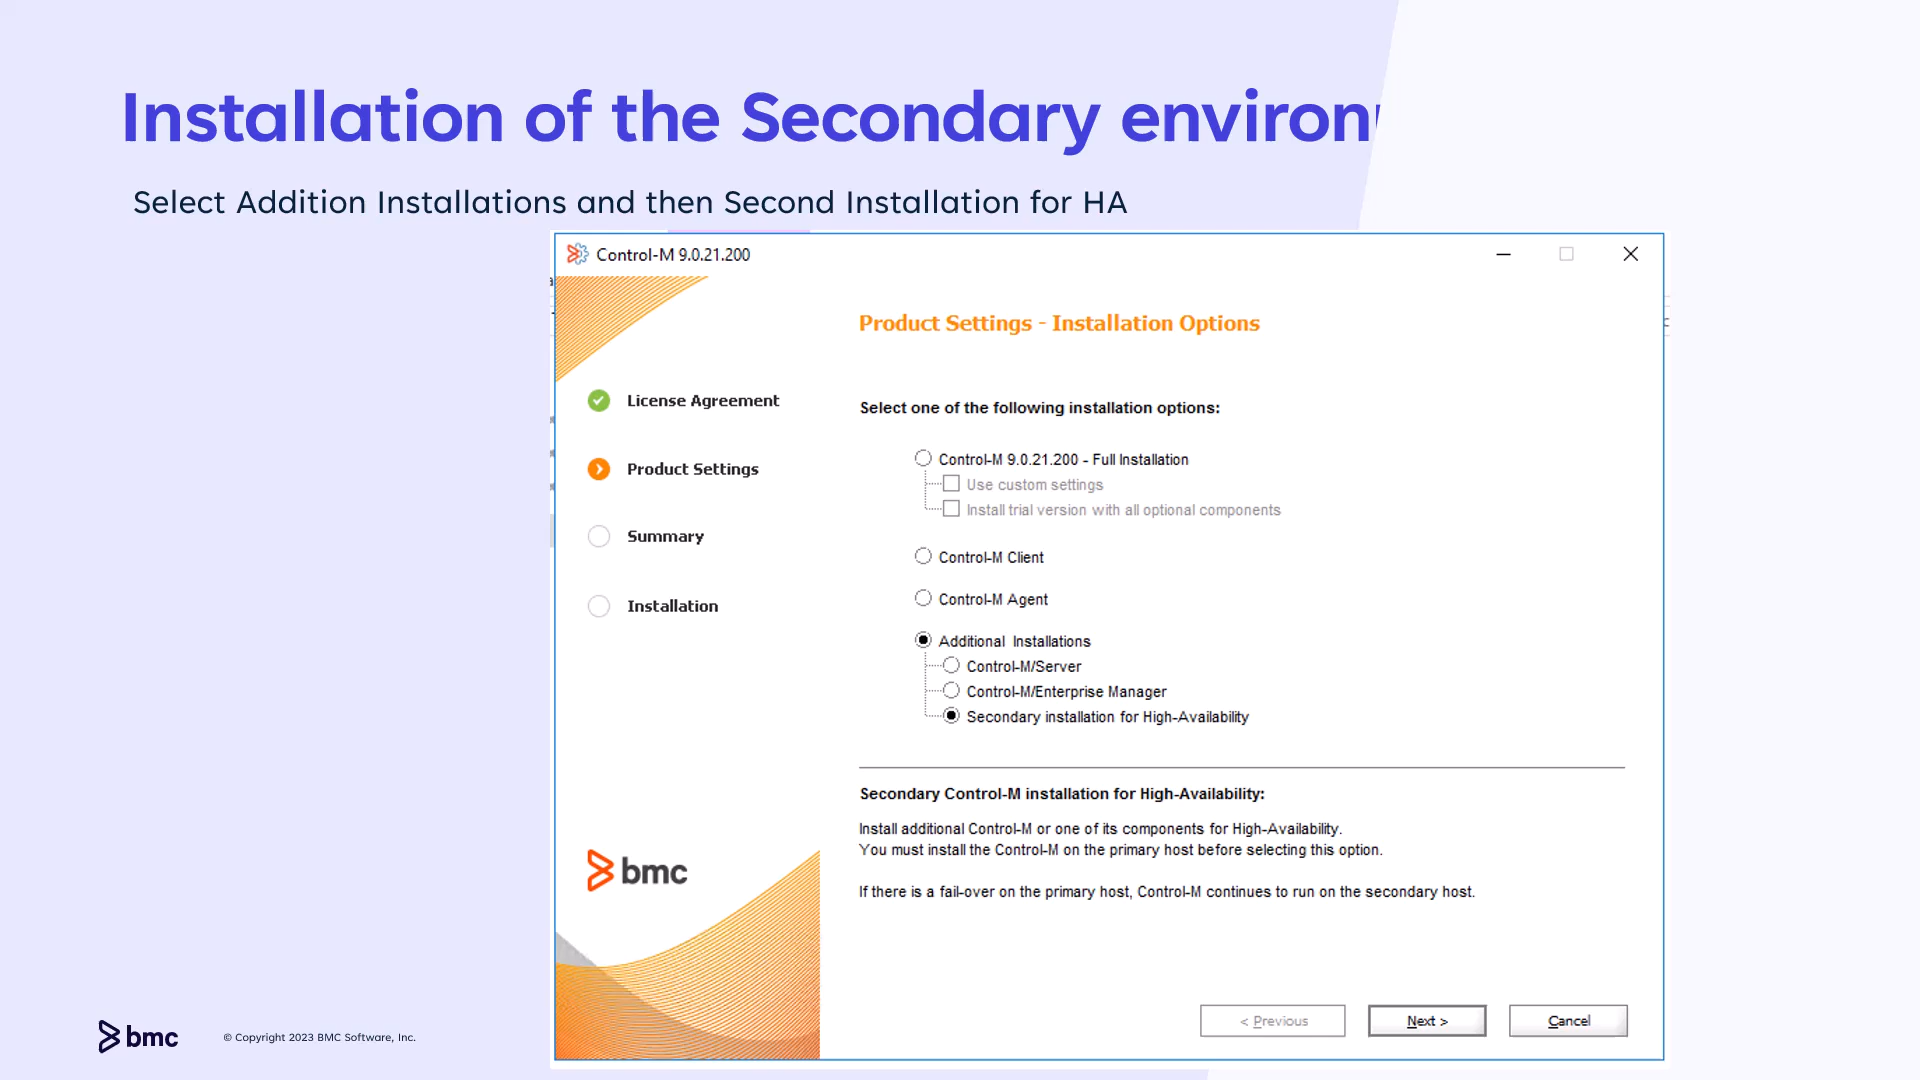 Installation of the Secondary environ
Select Addition Installations and then Second Installation for HA
Control-M 9.0.21.200
Product Settings - Installation Options
License Agreement
Product Settings
Summary
Installation
Select one of the following installation options:
Control-M 9.0.21.200 - Full Installation
Use custom settings
Install trial version with all optional components
Control-M Client
Control-M Agent
Additional Installations
Control-M/Server
Control-M/Enterprise Manager
Secondary installation for High-Availability
Secondary Control-M installation for High-Availability:
Install additional Control-M or one of its components for High-Availability.
You must install the Control-M on the primary host before selecting this option.
If there is a fail-over on the primary host, Control-M continues to run on the secondary host.
bmc
< Previous
Next >
Cancel
bmc
© Copyright 2023 BMC Software, Inc.